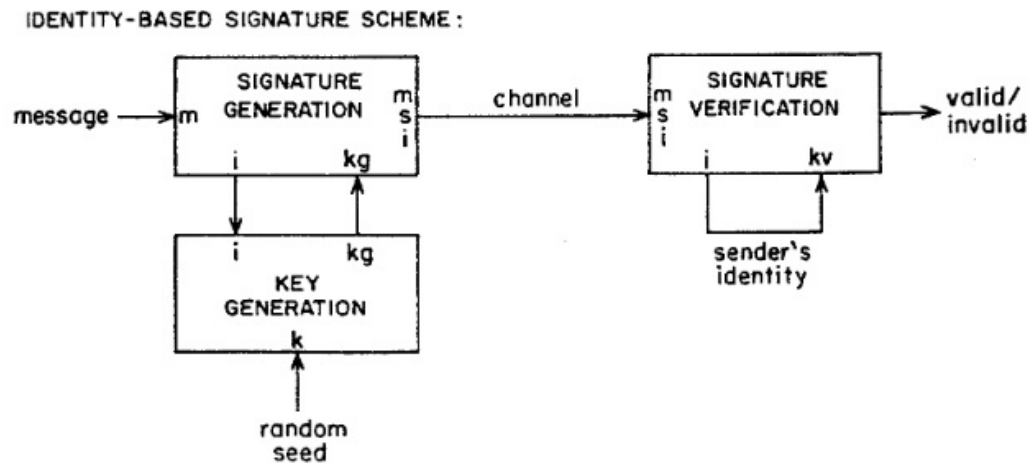 IDENTITY-BASED SIGNATURE SCHEME:
SIGNATURE
GENERATION
message
m
m
s
i
i
kg
channel
SIGNATURE
VERIFICATION
m
s
i
i
kv
valid/
invalid
sender's
identity
i
kg
KEY
GENERATION
k
random
seed